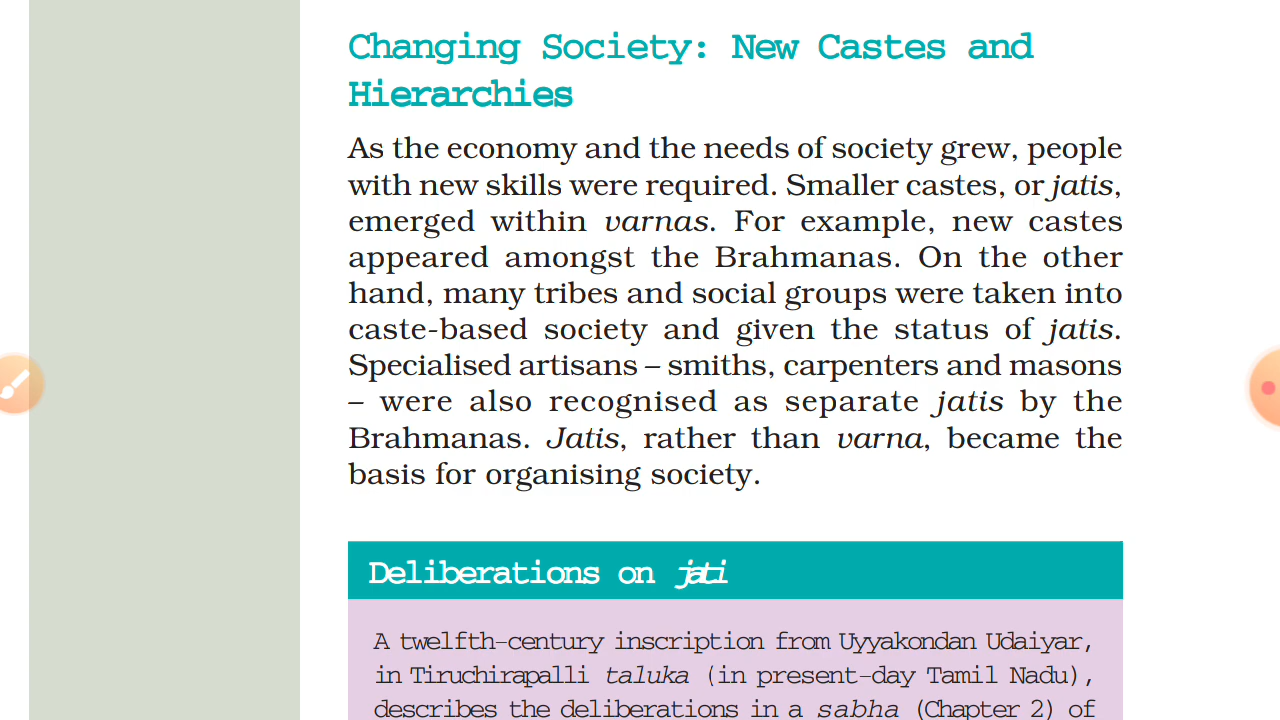 Changing Society: New Castes and
Hierarchies
As the economy and the needs of society grew, people
with new skills were required. Smaller castes, or jatis,
emerged within varnas. For example, new castes
appeared amongst the Brahmanas. On the other
hand, many tribes and social groups were taken into
caste-based society and given the status of jatis.
Specialised artisans – smiths, carpenters and masons
– were also recognised as separate jatis by the
Brahmanas. Jatis, rather than varna, became the
basis for organising society.
Deliberations on jati
A twelfth-century inscription from Uyyakondan Udaiyar,
in Tiruchirapalli taluka (in present-day Tamil Nadu),
describes the deliberations in a sabha (Chapter 2) of